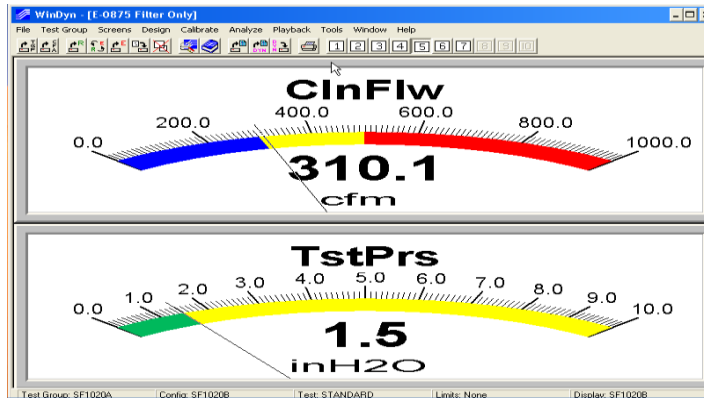 WinDyn - [E-0875 Filter Only]
File Test Group Screens Design Calibrate Analyze Playback Tools Window Help
1 2 3 4 5 6 7 8 9 10
ClnFlw
0.0 200.0 400.0 600.0 800.0 1000.0
310.1
cfm
TstPrs
0.0 1.0 2.0 3.0 4.0 5.0 6.0 7.0 8.0 9.0 10.0
1.5
inH2O
Test Group: SF1020A Config: SF1020B Test: STANDARD Limits: None Display: SF1020B